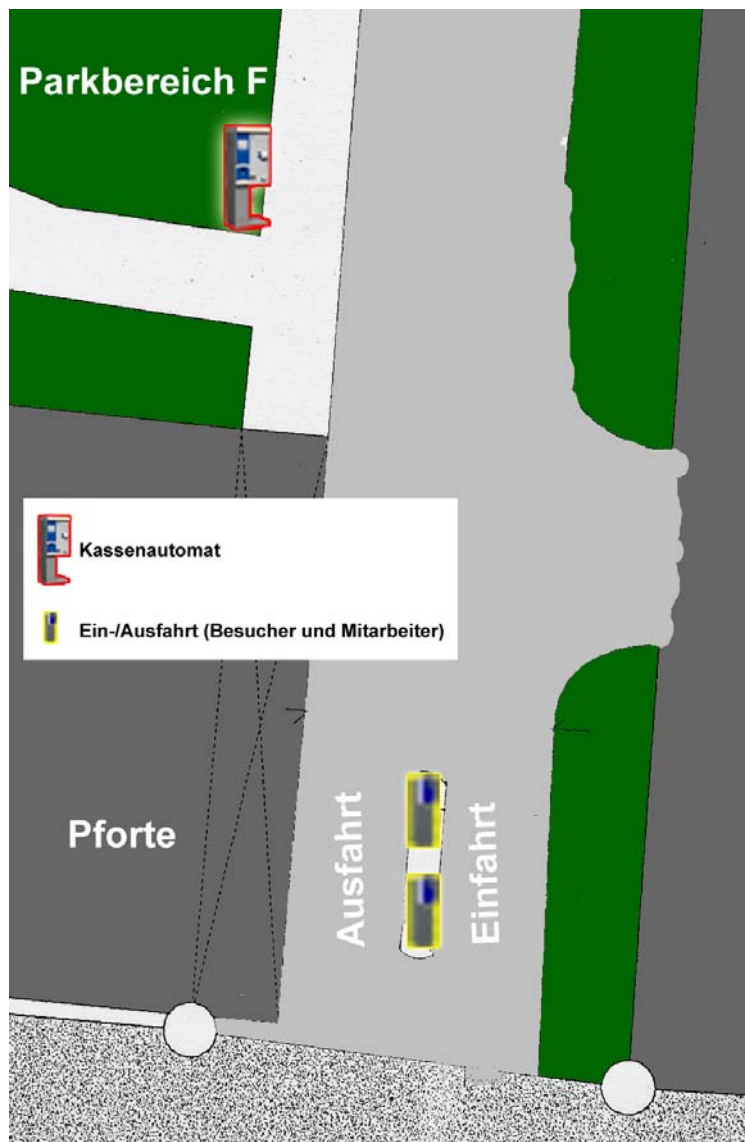 Parkbereich F
Kassenautomat
Ein-/Ausfahrt (Besucher und Mitarbeiter)
Pforte
Ausfahrt
Einfahrt